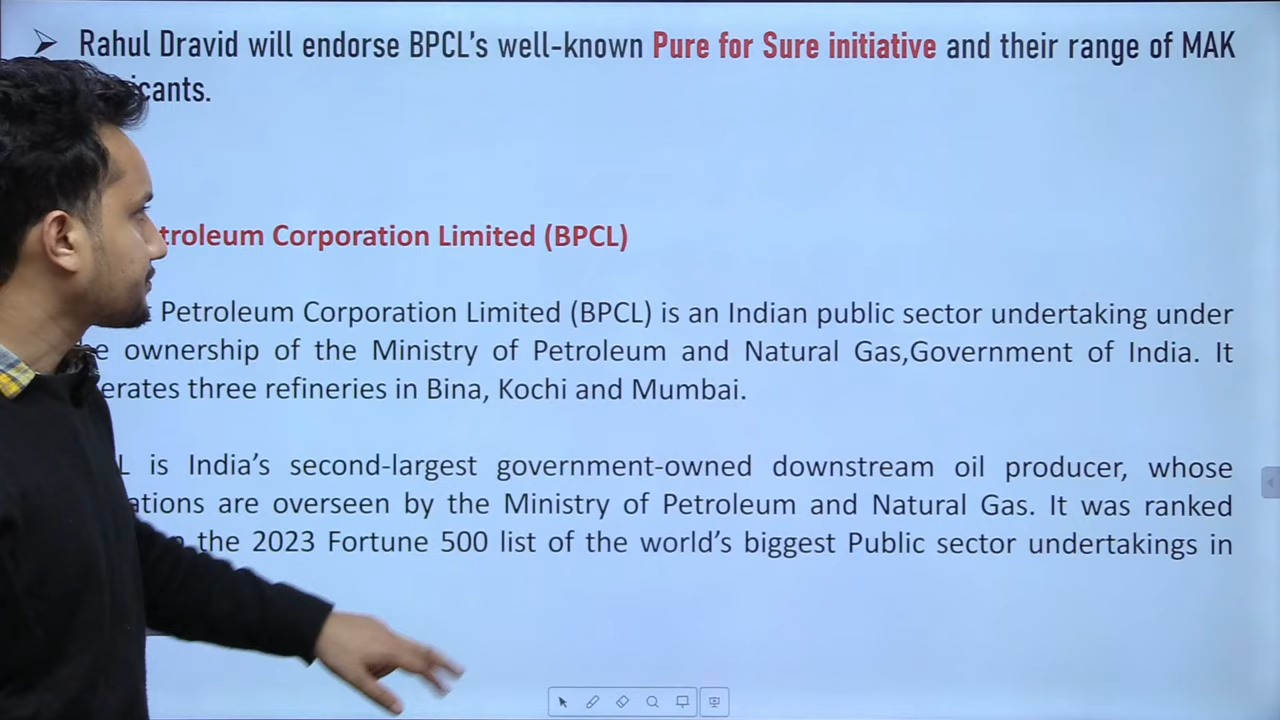 ➢ Rahul Dravid will endorse BPCL's well-known Pure for Sure initiative and their range of MAK
cants.
troleum Corporation Limited (BPCL)
Petroleum Corporation Limited (BPCL) is an Indian public sector undertaking under
e ownership of the Ministry of Petroleum and Natural Gas,Government of India. It
erates three refineries in Bina, Kochi and Mumbai.
L is India's second-largest government-owned downstream oil producer, whose
ations are overseen by the Ministry of Petroleum and Natural Gas. It was ranked
the 2023 Fortune 500 list of the world's biggest Public sector undertakings in